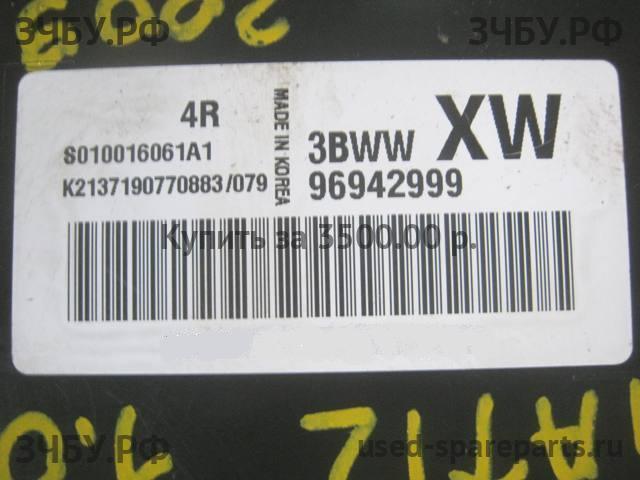 ЗЧБУ.РФ
ЗЧБУ.РФ
4R
MADE IN KOREA
3BWW
XW
S010016061A1
K2137190770883/079
96942999
Купить за 3500.00 р.
ЗЧБУ.РФ
used-spareparts.ru/